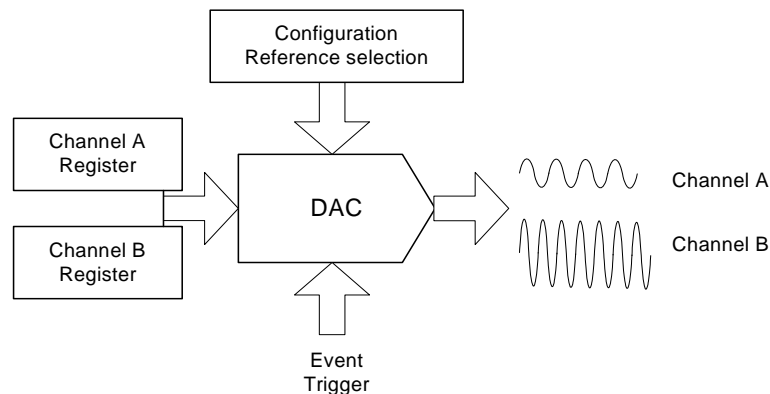 Configuration
Reference selection
Channel A
Register
Channel B
Register
DAC
Channel A
Channel B
Event
Trigger